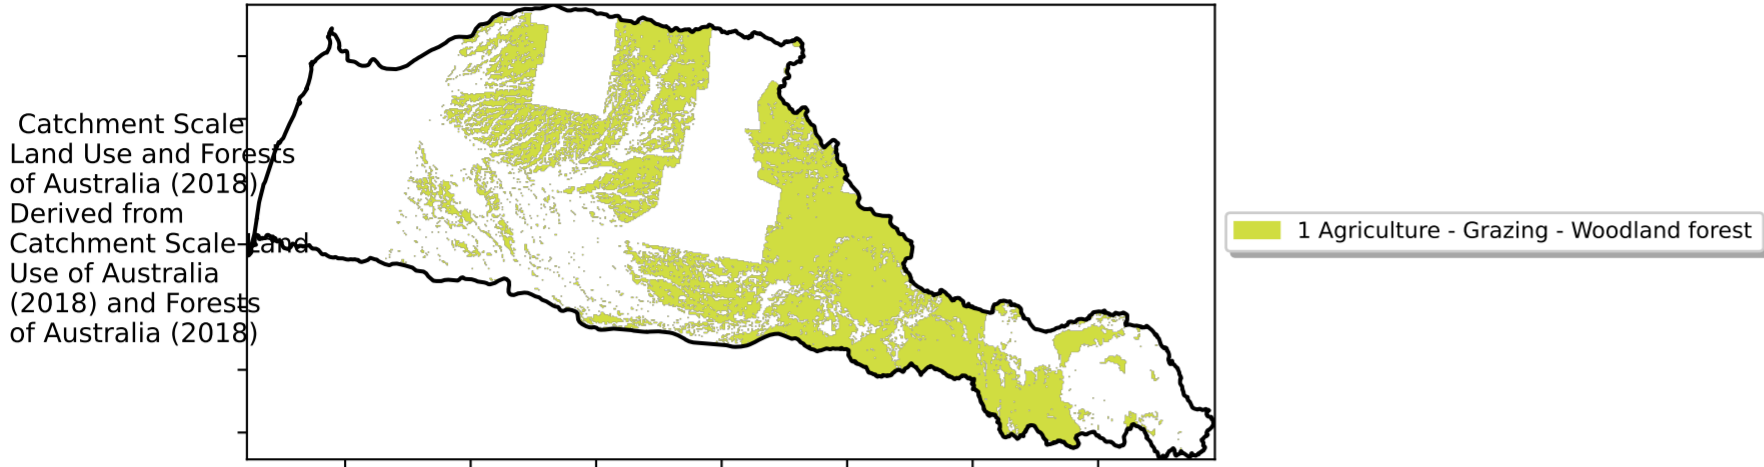 Catchment Scale
Land Use and Forests
of Australia (2018)
Derived from
Catchment Scale Land
Use of Australia
(2018) and Forests
of Australia (2018)
1 Agriculture - Grazing - Woodland forest